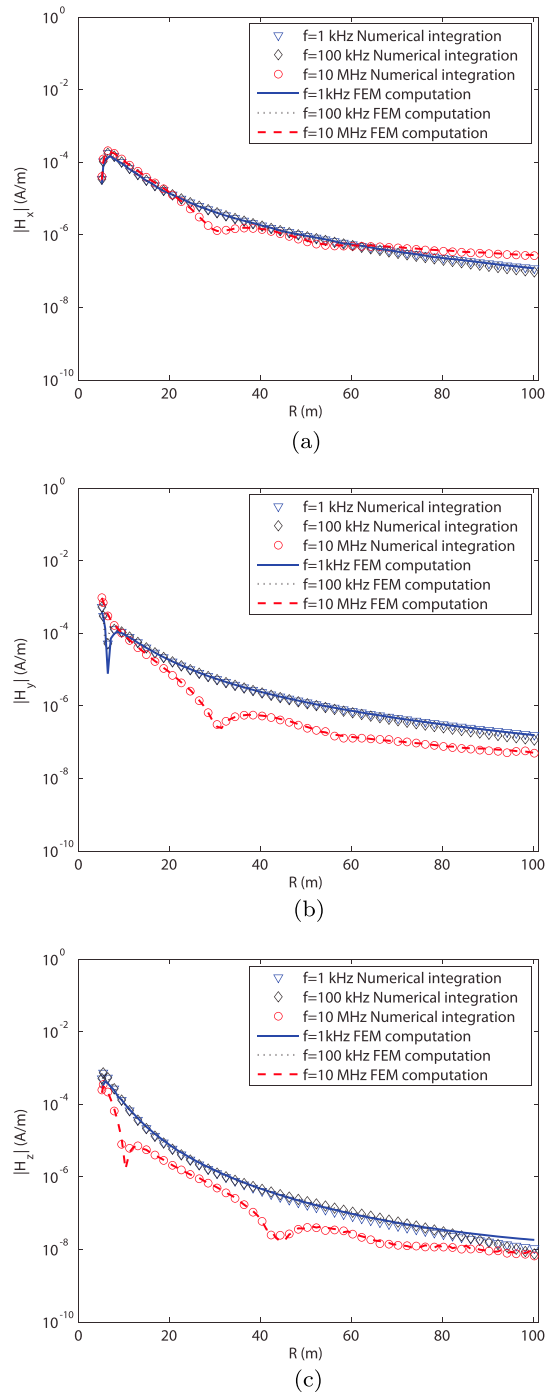 10^0
10^-2
10^-4
10^-6
10^-8
10^-10
|H_x| (A/m)
f=1 kHz Numerical integration
f=100 kHz Numerical integration
f=10 MHz Numerical integration
f=1kHz FEM computation
f=100 kHz FEM computation
f=10 MHz FEM computation
0 20 40 60 80 100
R (m)
(a)
10^0
10^-2
10^-4
10^-6
10^-8
10^-10
|H_y| (A/m)
f=1 kHz Numerical integration
f=100 kHz Numerical integration
f=10 MHz Numerical integration
f=1kHz FEM computation
f=100 kHz FEM computation
f=10 MHz FEM computation
0 20 40 60 80 100
R (m)
(b)
10^0
10^-2
10^-4
10^-6
10^-8
10^-10
|H_z| (A/m)
f=1 kHz Numerical integration
f=100 kHz Numerical integration
f=10 MHz Numerical integration
f=1kHz FEM computation
f=100 kHz FEM computation
f=10 MHz FEM computation
0 20 40 60 80 100
R (m)
(c)